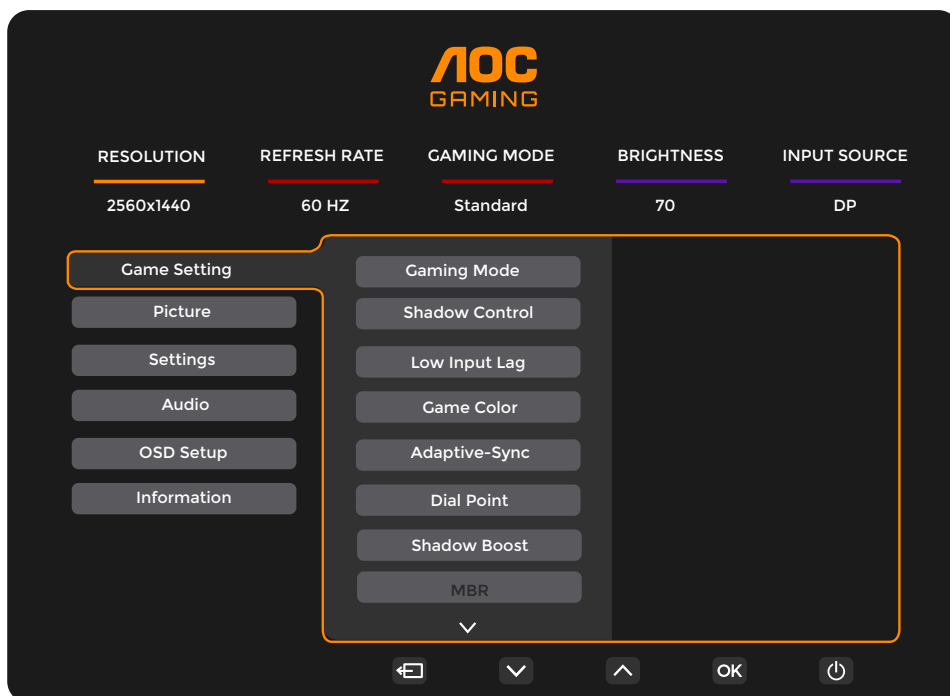 AOC
GAMING
RESOLUTION REFRESH RATE GAMING MODE BRIGHTNESS INPUT SOURCE
2560x1440 60 HZ Standard 70 DP
Game Setting
Picture
Settings
Audio
OSD Setup
Information
Gaming Mode
Shadow Control
Low Input Lag
Game Color
Adaptive-Sync
Dial Point
Shadow Boost
MBR
OK